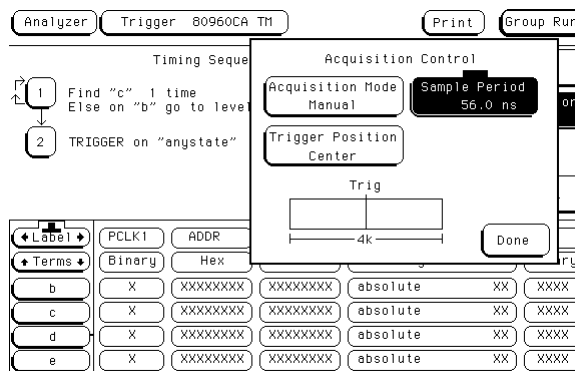 Analyzer Trigger 80960CA TM Print Group Run
Timing Seque
Acquisition Control
1 Find "c" 1 time
Else on "b" go to level
2 TRIGGER on "anystate"
Acquisition Mode
Manual
Sample Period
56.0 ns
Trigger Position
Center
Trig
4k
Done
Label PCLK1 ADDR
Terms Binary Hex
b X XXXXXXXX XXXXXXXX absolute XX XXXX
c X XXXXXXXX XXXXXXXX absolute XX XXXX
d X XXXXXXXX XXXXXXXX absolute XX XXXX
e X XXXXXXXX XXXXXXXX absolute XX XXXX